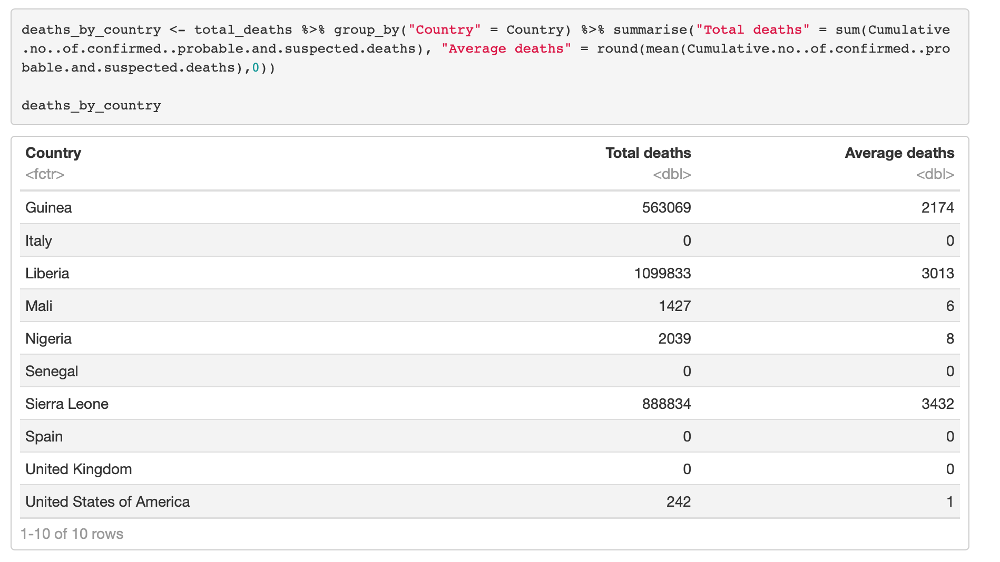 deaths_by_country <- total_deaths %>% group_by("Country" = Country) %>% summarise("Total deaths" = sum(Cumulative
.no..of.confirmed..probable.and.suspected.deaths), "Average deaths" = round(mean(Cumulative.no..of.confirmed..pro
bable.and.suspected.deaths),0))
deaths_by_country
Country Total deaths Average deaths
<fctr> <dbl> <dbl>
Guinea 563069 2174
Italy 0 0
Liberia 1099833 3013
Mali 1427 6
Nigeria 2039 8
Senegal 0 0
Sierra Leone 888834 3432
Spain 0 0
United Kingdom 0 0
United States of America 242 1
1-10 of 10 rows